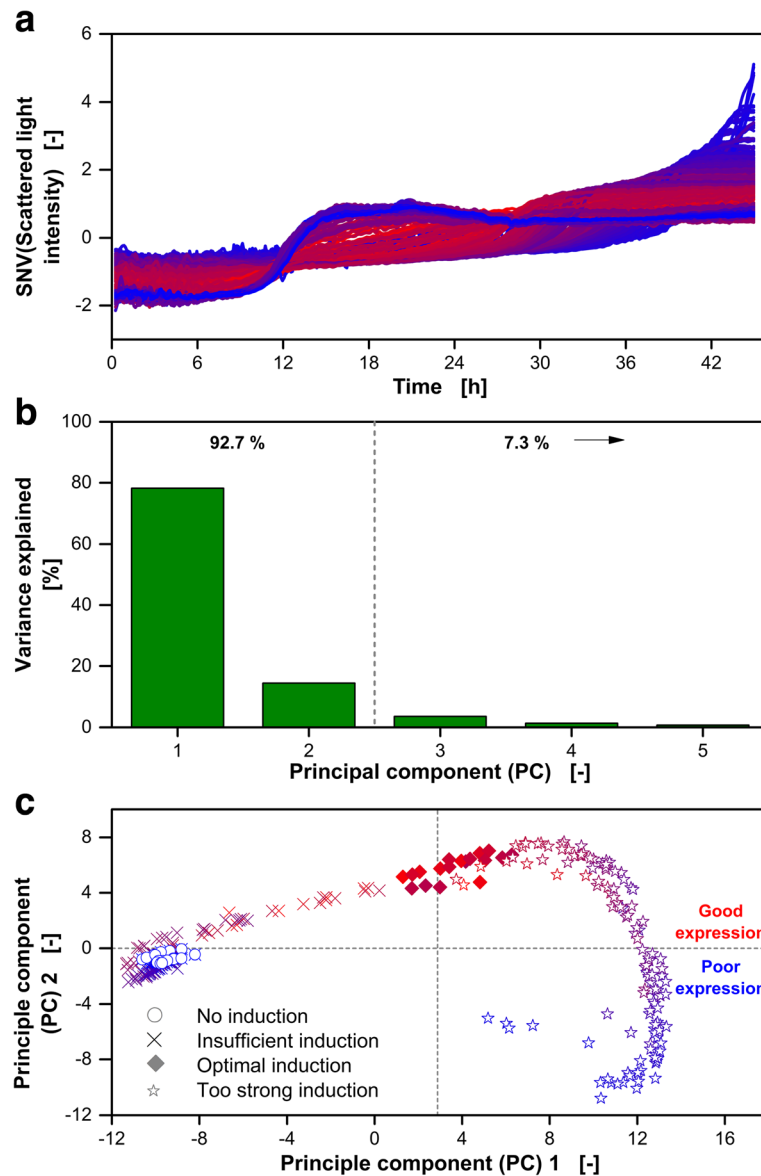 a
6
4
2
0
-2
SNV(Scattered light
intensity) [-]
0 6 12 18 24 30 36 42
Time [h]
b
100
80
60
40
20
0
Variance explained
[%]
92.7 % 7.3 %
1 2 3 4 5
Principal component (PC) [-]
c
8
4
0
-4
-8
-12
Principle component
(PC) 2 [-]
Good
expression
Poor
expression
No induction
Insufficient induction
Optimal induction
Too strong induction
-12 -8 -4 0 4 8 12 16
Principle component (PC) 1 [-]